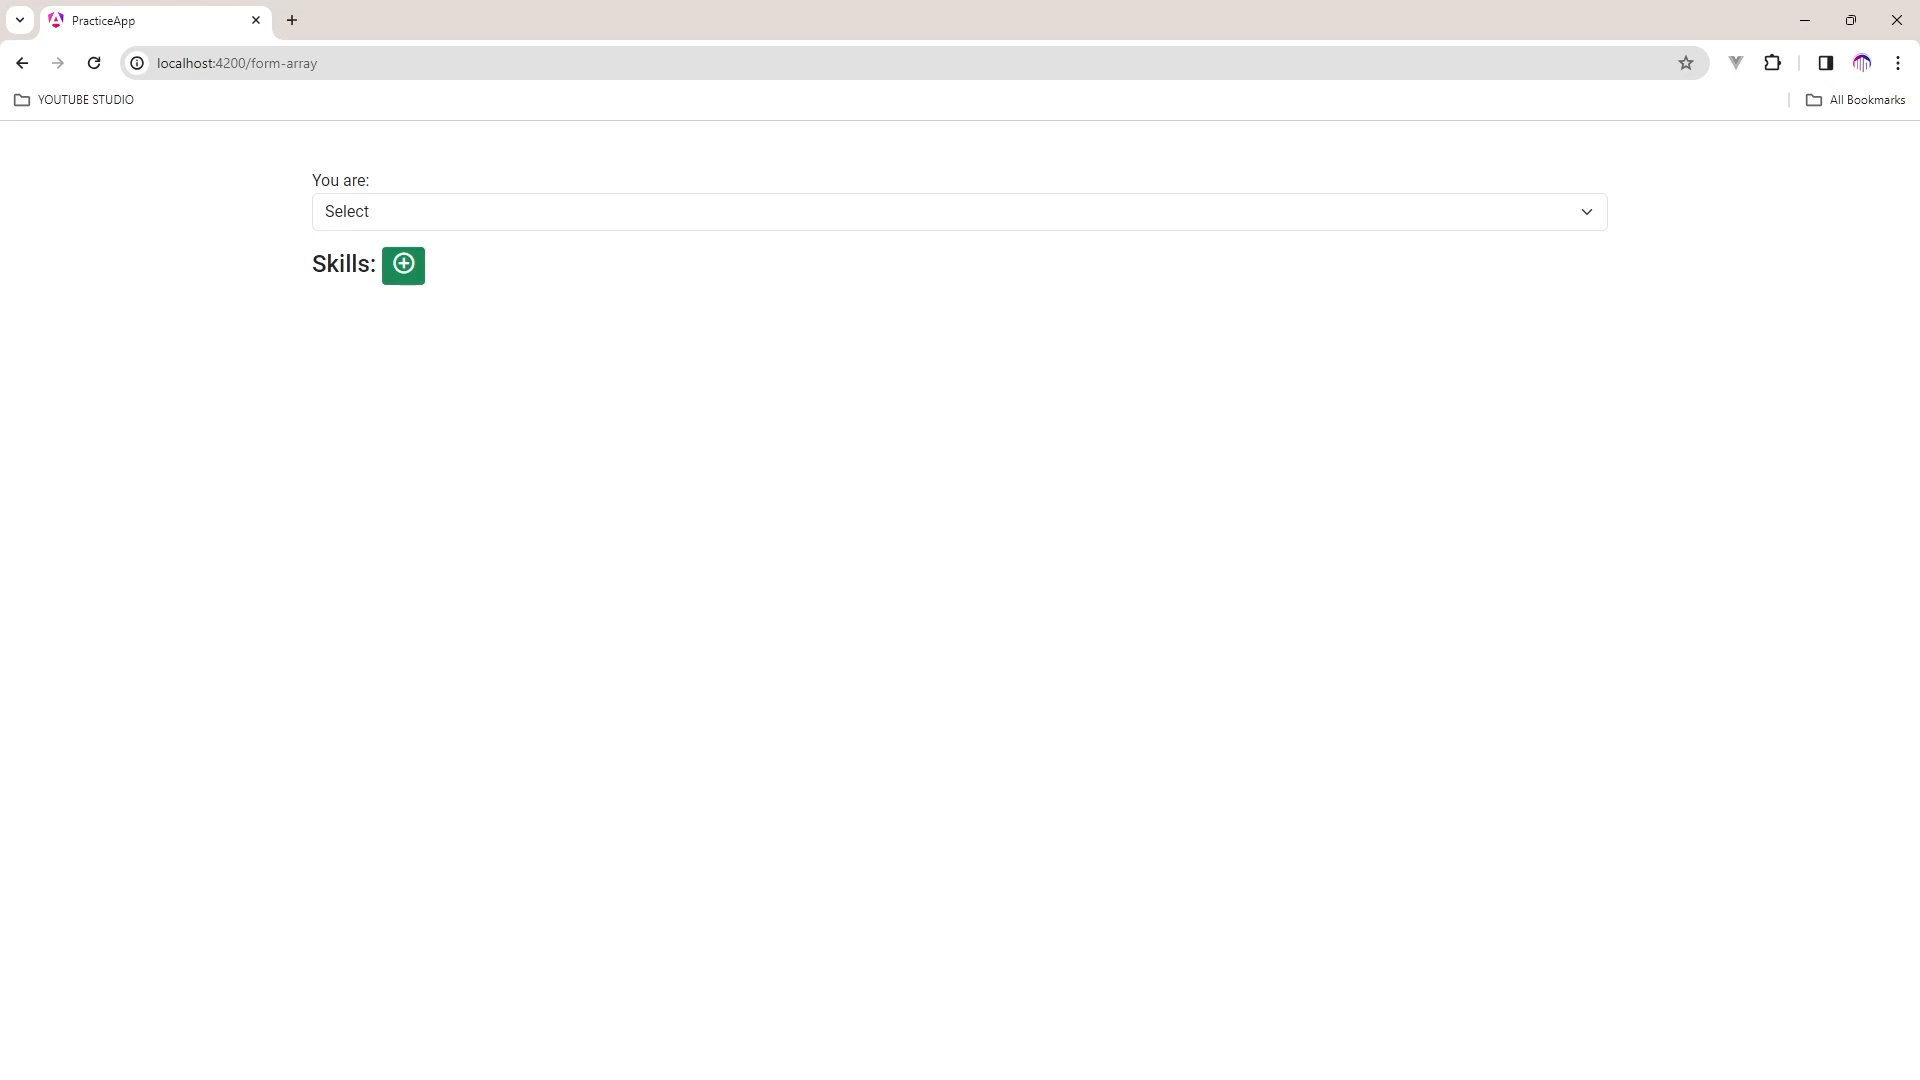 PracticeApp
localhost:4200/form-array
YOUTUBE STUDIO
All Bookmarks
You are:
Select
Skills: